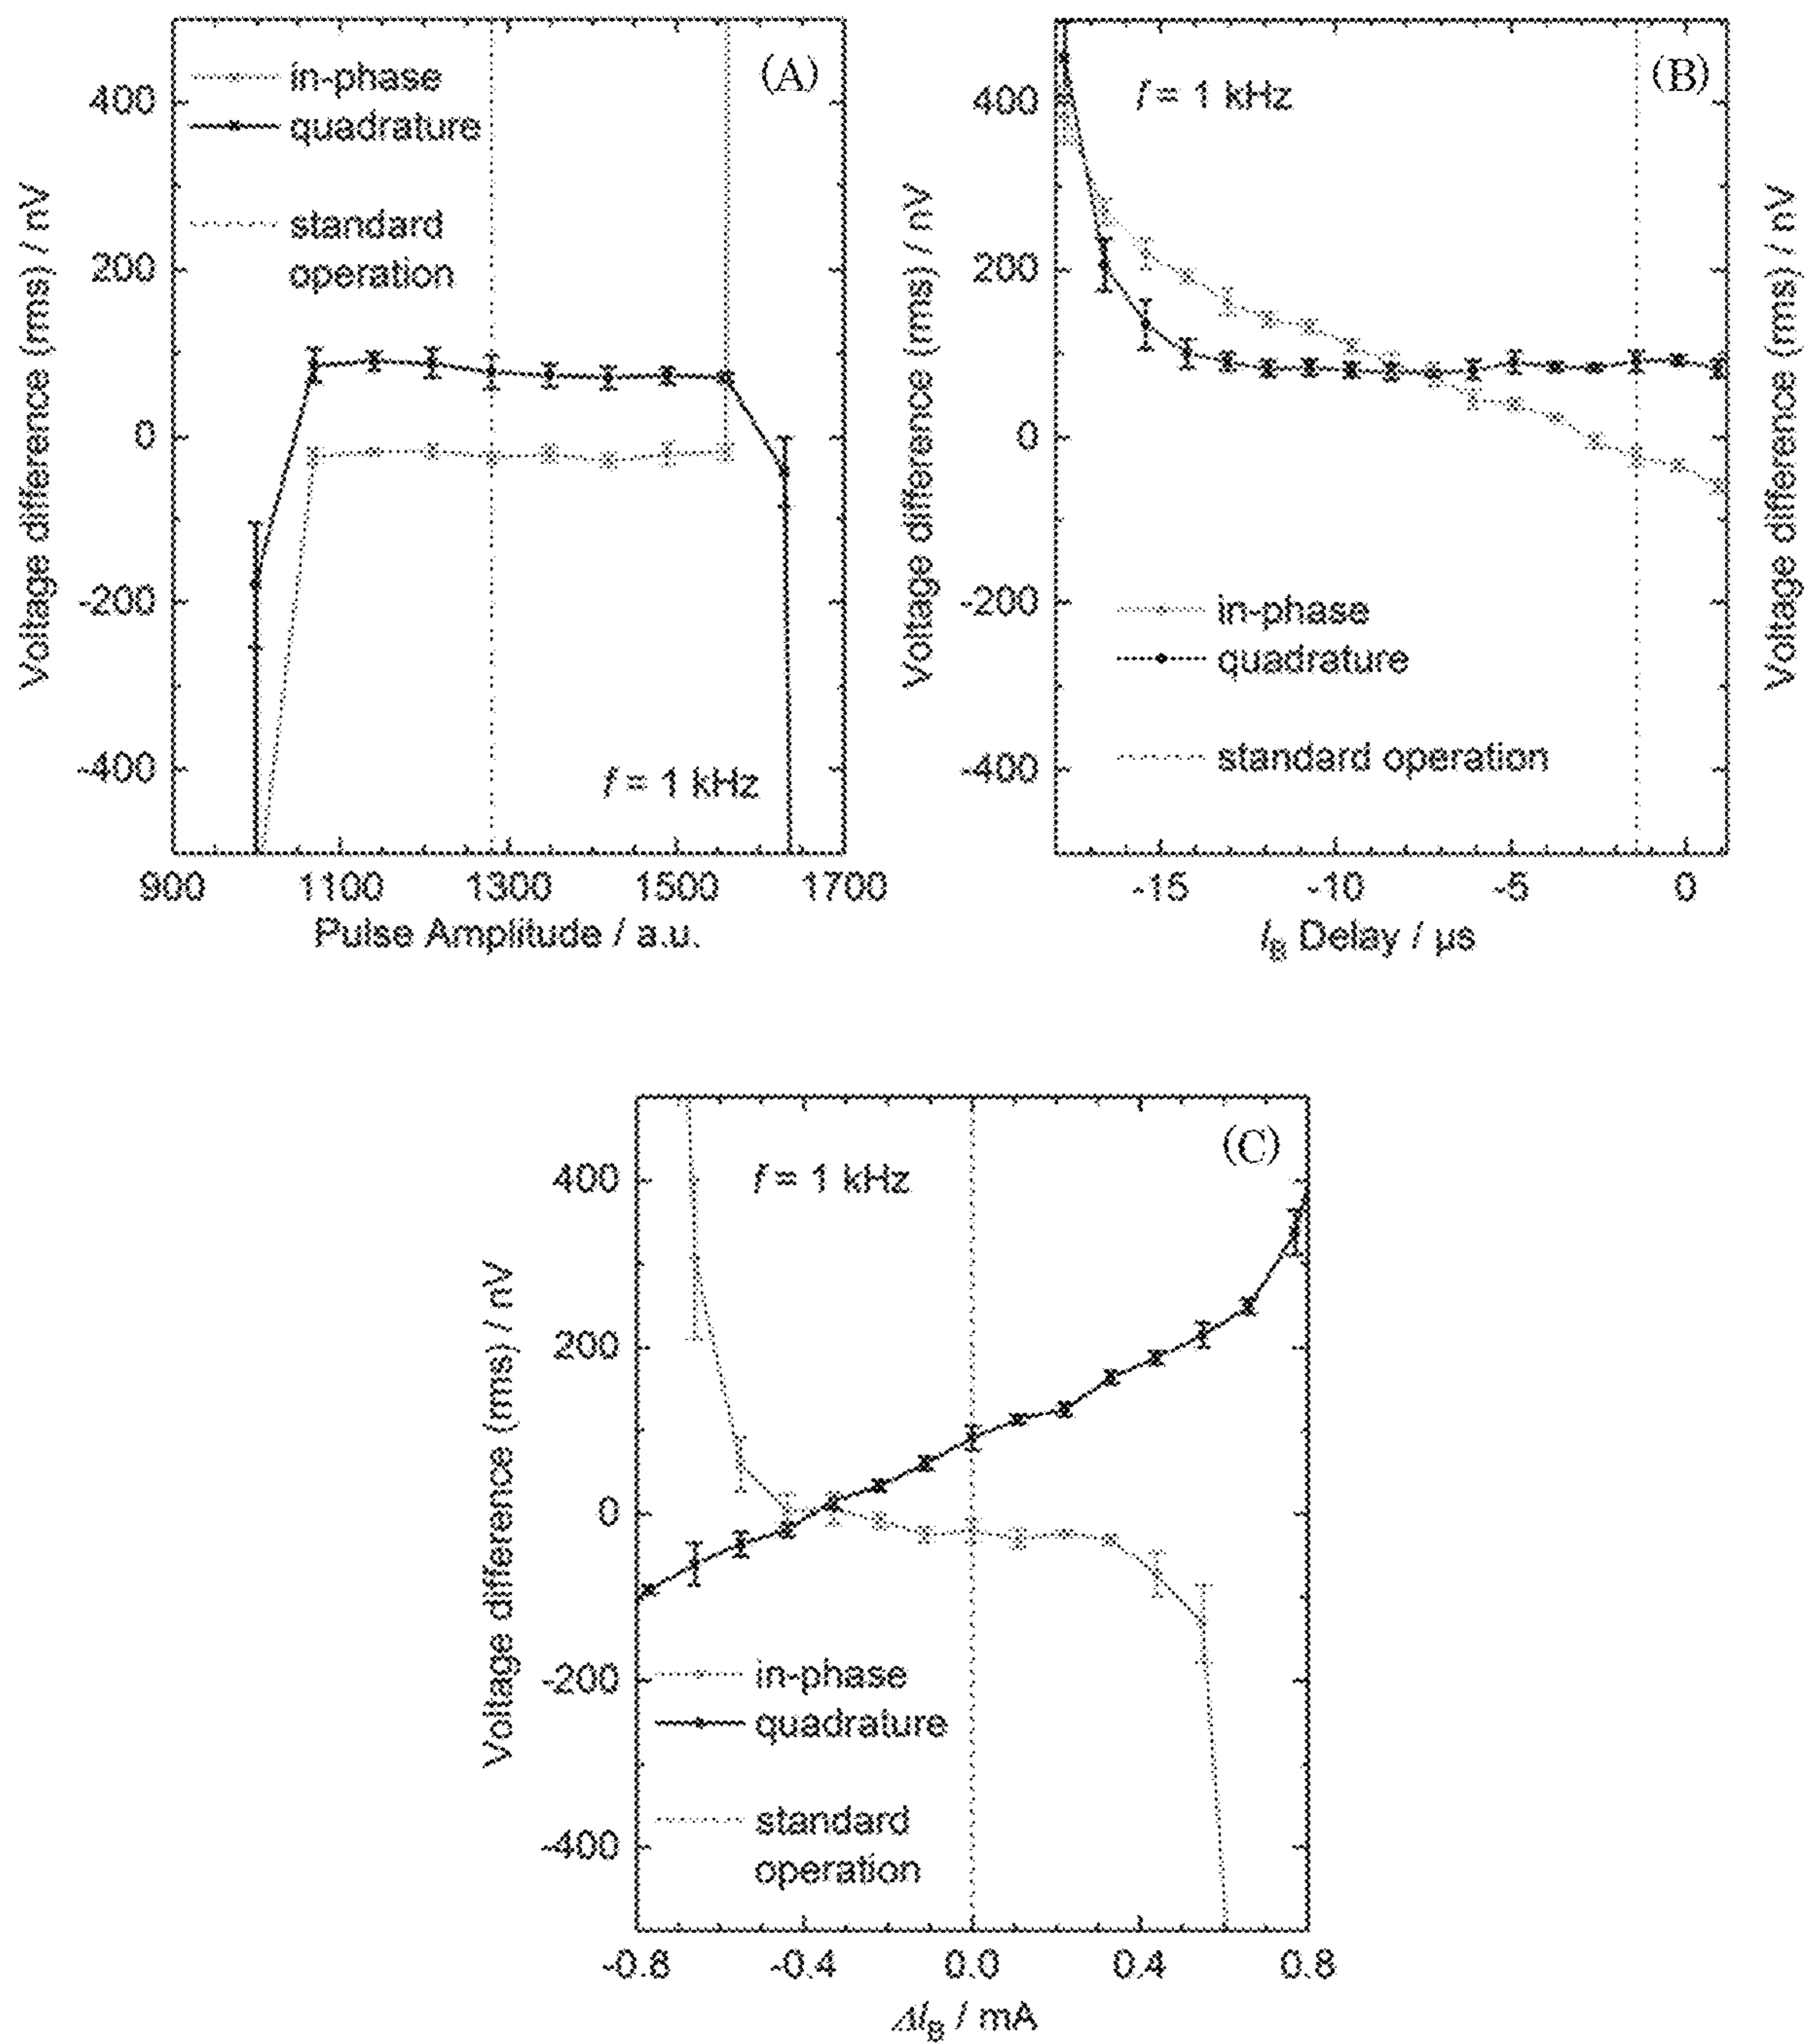 (A)
in-phase
quadrature
standard
operation
f = 1 kHz
400
200
0
-200
-400
Voltage difference (rms) / nV
900 1100 1300 1500 1700
Pulse Amplitude / a.u.
(B)
f = 1 kHz
400
200
0
-200
-400
Voltage difference (rms) / nV
in-phase
quadrature
standard operation
-15 -10 -5 0
I_B Delay / µs
Voltage difference (rms) / nV
(C)
f = 1 kHz
400
200
0
-200
-400
Voltage difference (rms) / nV
in-phase
quadrature
standard
operation
-0.8 -0.4 0.0 0.4 0.8
ΔI_B / mA